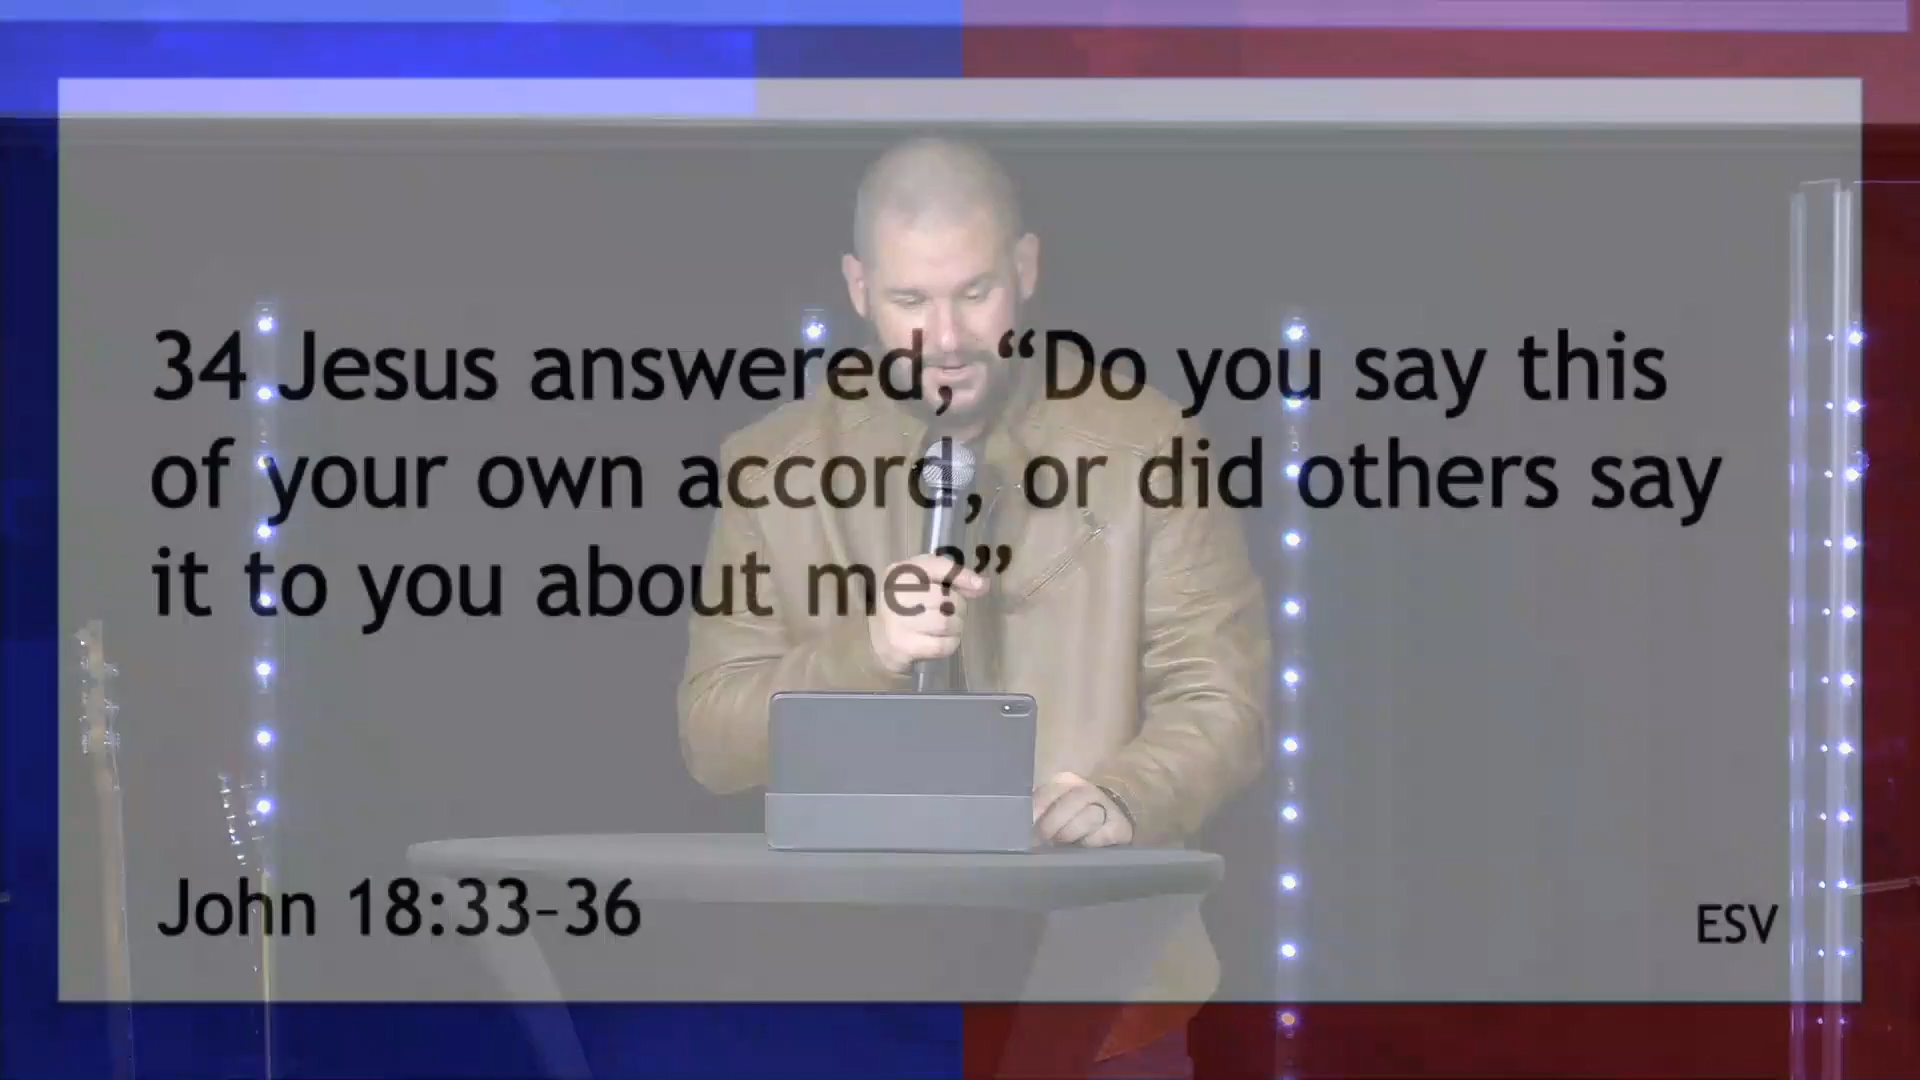 34 Jesus answered, “Do you say this
of your own accord, or did others say
it to you about me?”
John 18:33–36
ESV